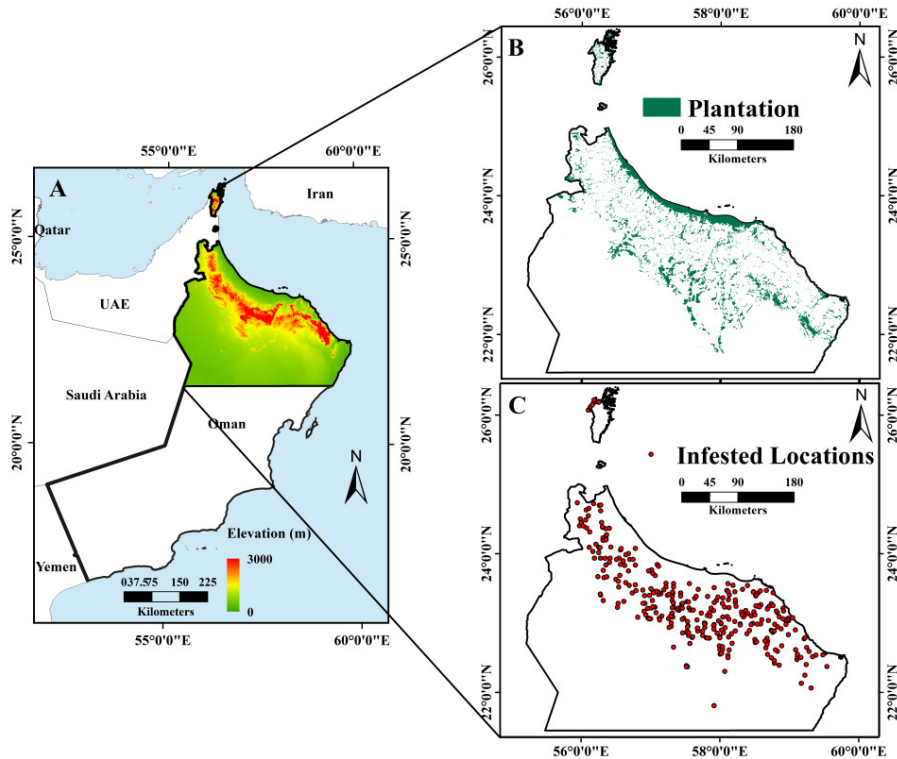 A
55°0'0"E 60°0'0"E
25°0'0"N 25°0'0"N
20°0'0"N 20°0'0"N
55°0'0"E 60°0'0"E
Iran
Qatar
UAE
Saudi Arabia
Oman
Yemen
N
Elevation (m)
3000
0
037.575 150 225
Kilometers
B
56°0'0"E 58°0'0"E 60°0'0"E
26°0'0"N 26°0'0"N
24°0'0"N 24°0'0"N
22°0'0"N 22°0'0"N
N
Plantation
0 45 90 180
Kilometers
C
26°0'0"N 26°0'0"N
24°0'0"N 24°0'0"N
22°0'0"N 22°0'0"N
N
Infested Locations
0 45 90 180
Kilometers
56°0'0"E 58°0'0"E 60°0'0"E